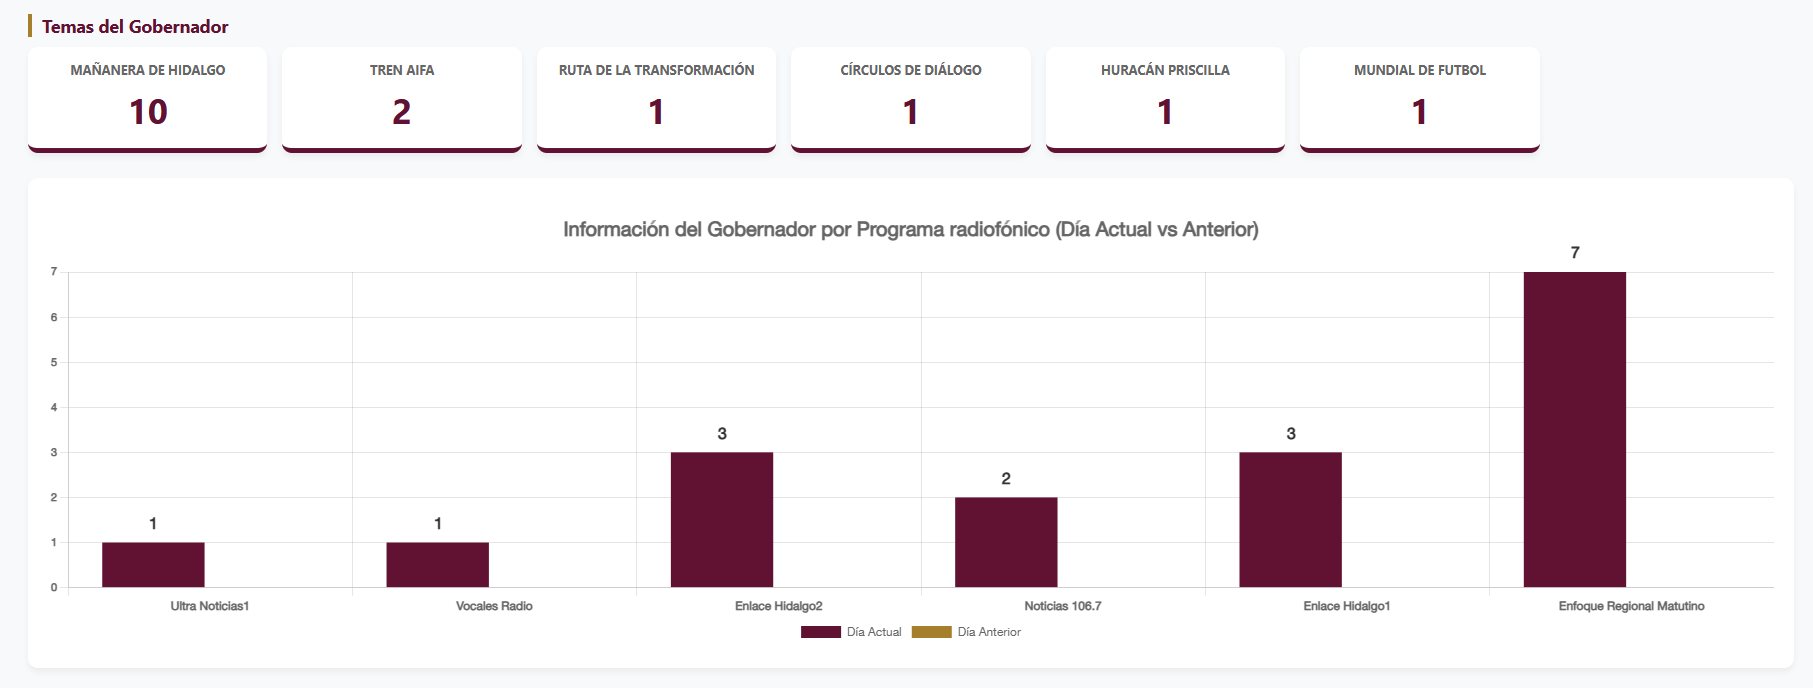 Temas del Gobernador
MAÑANERA DE HIDALGO
10
TREN AIFA
2
RUTA DE LA TRANSFORMACIÓN
1
CÍRCULOS DE DIÁLOGO
1
HURACÁN PRISCILLA
1
MUNDIAL DE FUTBOL
1
Información del Gobernador por Programa radiofónico (Día Actual vs Anterior)
7
6
5
4
3
2
1
0
1
1
3
2
3
7
Ultra Noticias1
Vocales Radio
Enlace Hidalgo2
Noticias 106.7
Enlace Hidalgo1
Enfoque Regional Matutino
Día Actual
Día Anterior